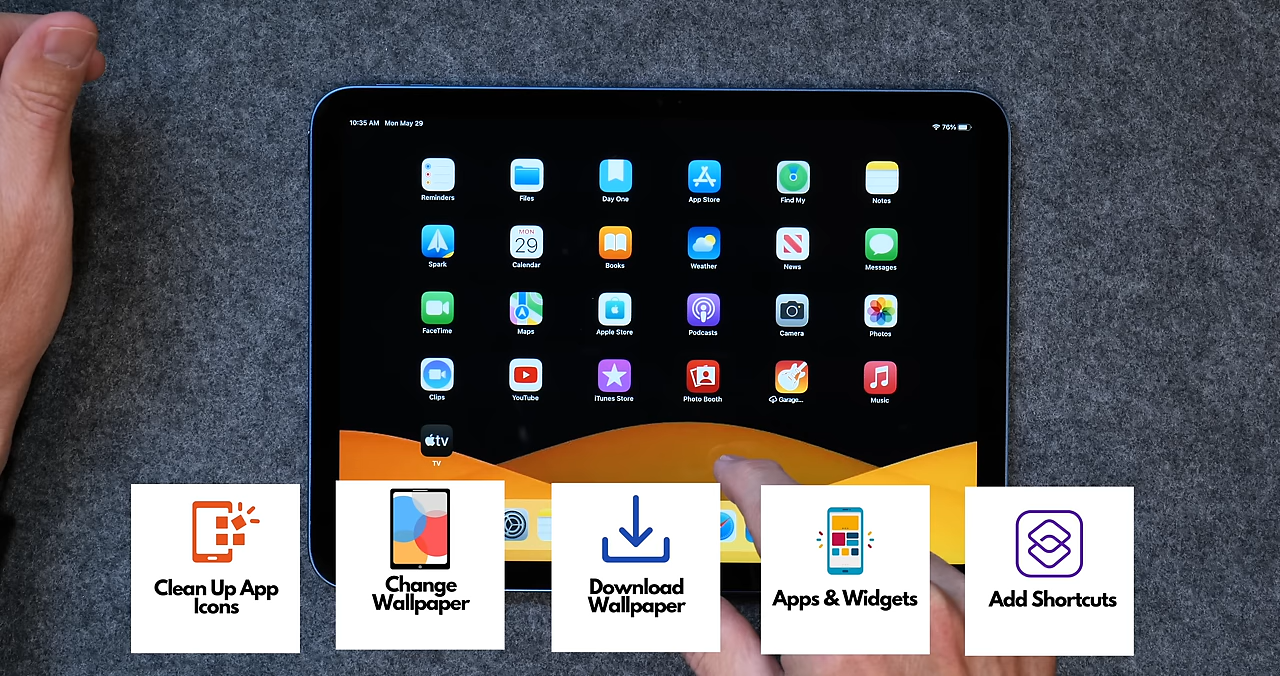 10:35 AM Mon May 29
76%
Reminders
Files
Day One
App Store
Find My
Notes
MON
29
Spark
Calendar
Books
Weather
News
Messages
FaceTime
Maps
Apple Store
Podcasts
Camera
Photos
Clips
YouTube
iTunes Store
Photo Booth
Garage...
Music
tv
TV
Clean Up App
Icons
Change
Wallpaper
Download
Wallpaper
Apps & Widgets
Add Shortcuts